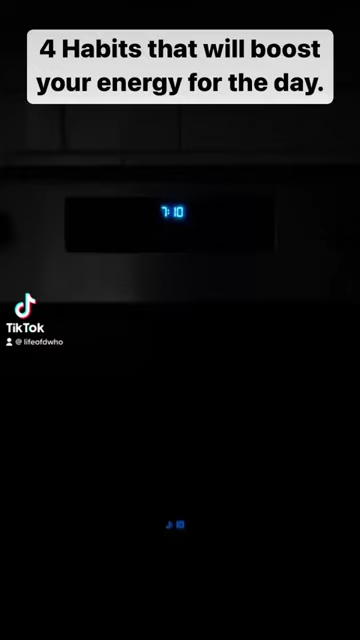 4 Habits that will boost
your energy for the day.
7:10
TikTok
@ lifeofdwho